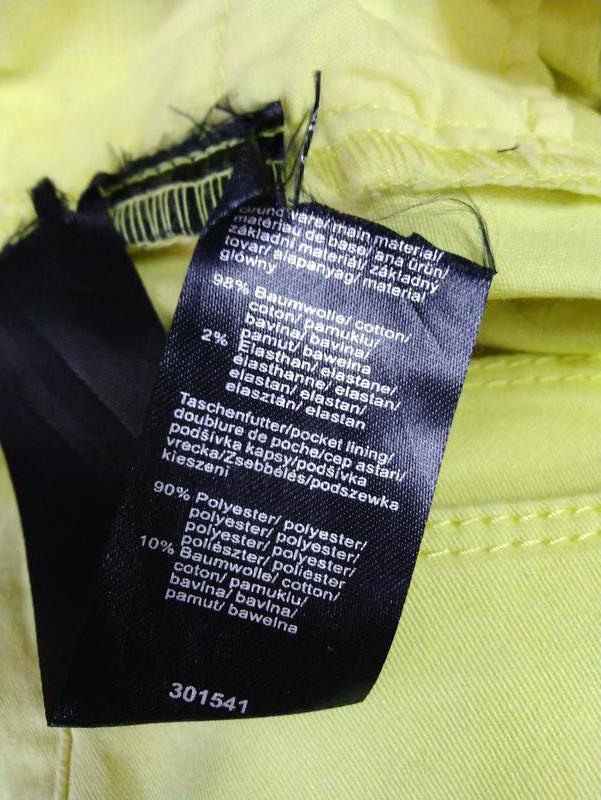 Grundware/main material/
matériau de base/ ana ürün/
základní materiál/ základný
tovar/ alapanyag/ materiał
główny
98% Baumwolle/ cotton/
coton/ pamuklu/
bavlna/ bavlna/
pamut/ bawełna
2% Elasthan/ elastane/
élasthanne/ elastan/
elastan/ elastan/
elasztán/ elastan
Taschenfutter/pocket lining/
doublure de poche/cep astarı/
podšívka kapsy/podšívka
vrecka/Zsebbélés/podszewka
kieszeni
90% Polyester/ polyester/
polyester/ polyester/
polyester/ polyester/
poliészter/ poliester
10% Baumwolle/ cotton/
coton/ pamuklu/
bavlna/ bavlna/
pamut/ bawełna
301541